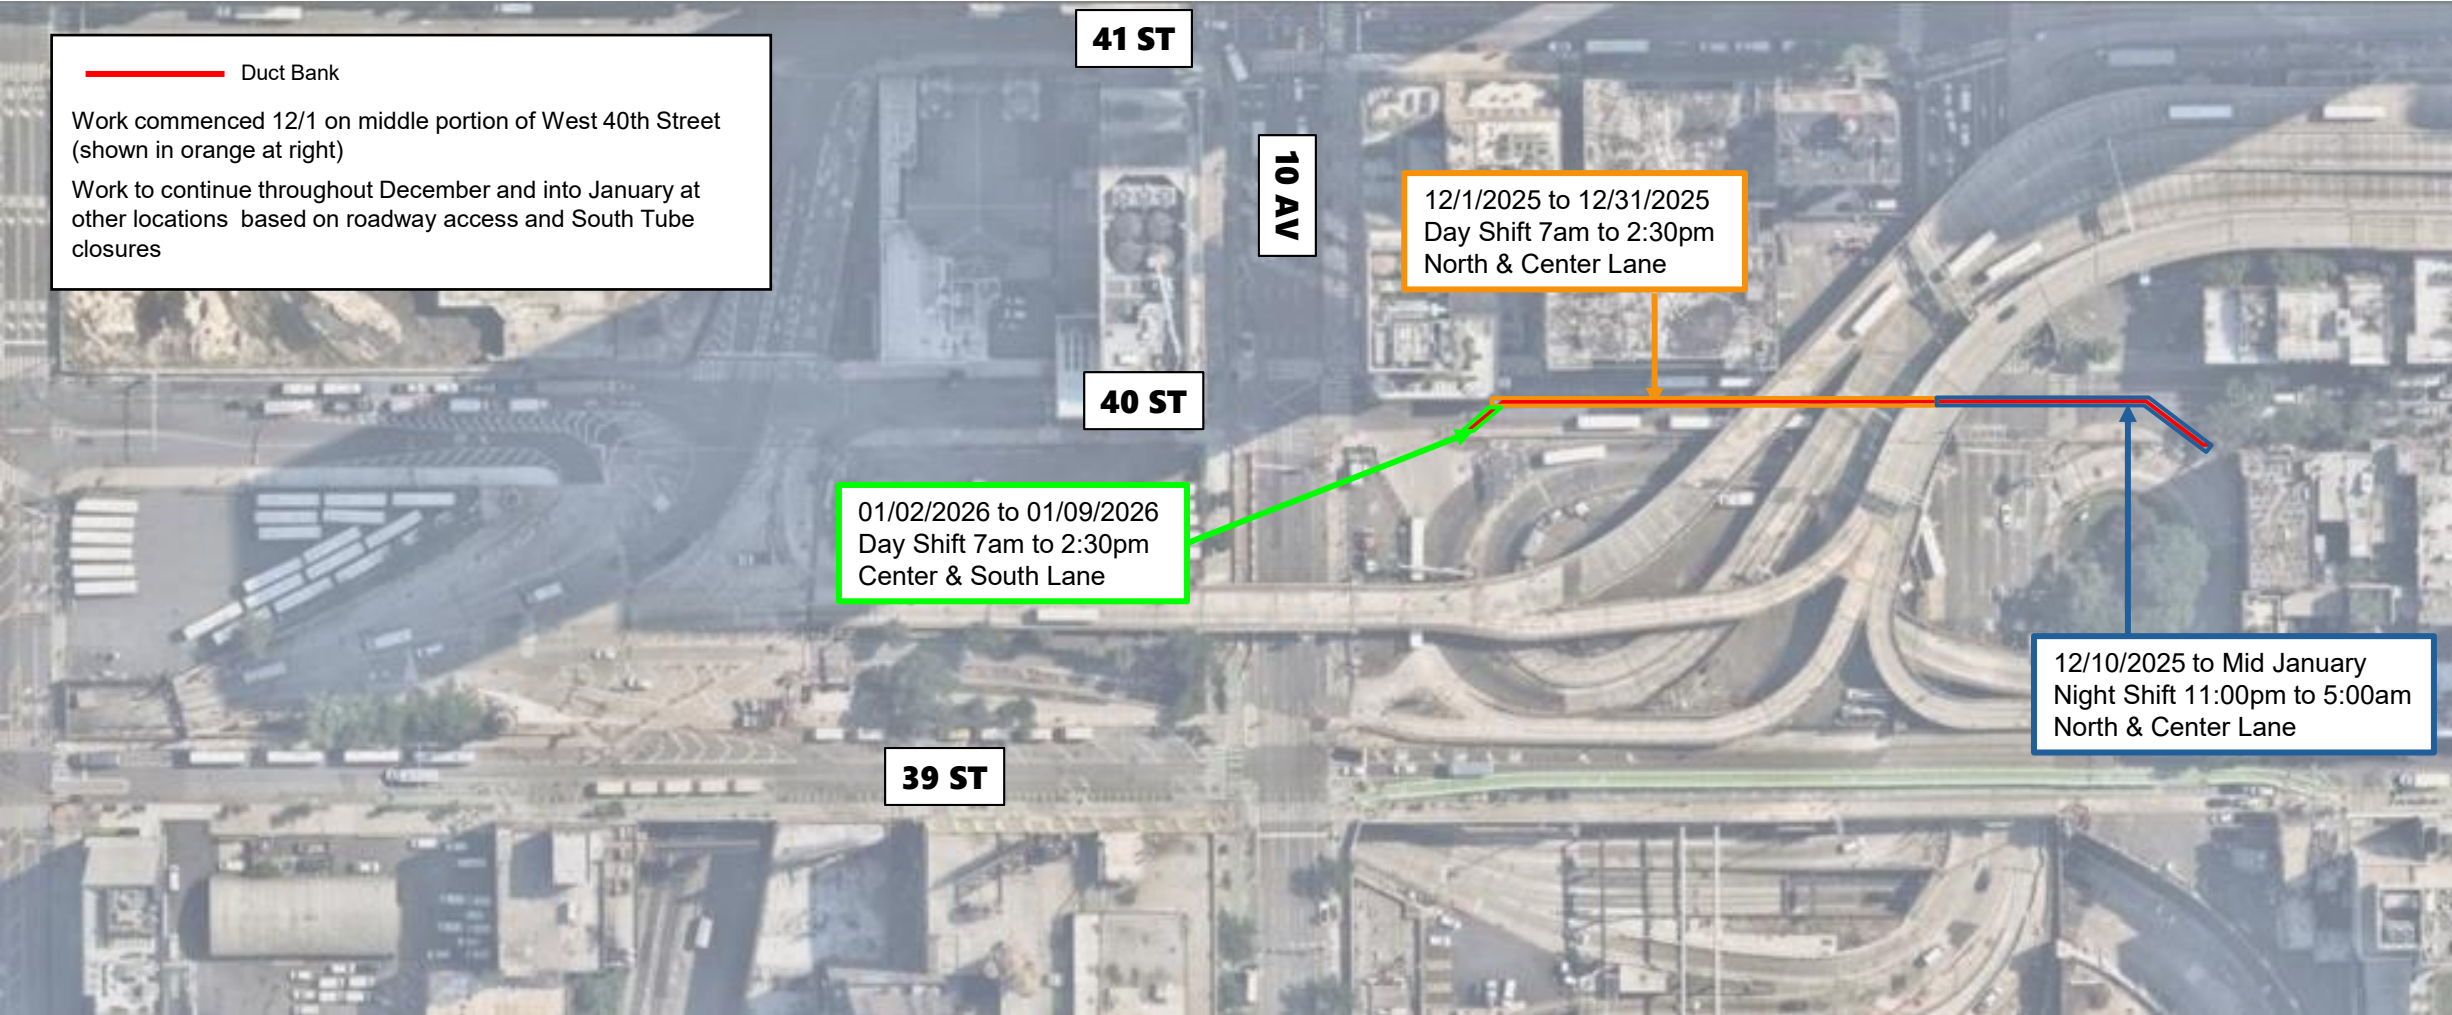 41 ST
Duct Bank
Work commenced 12/1 on middle portion of West 40th Street
(shown in orange at right)
Work to continue throughout December and into January at
other locations  based on roadway access and South Tube
closures
10 AV
12/1/2025 to 12/31/2025
Day Shift 7am to 2:30pm
North & Center Lane
40 ST
01/02/2026 to 01/09/2026
Day Shift 7am to 2:30pm
Center & South Lane
12/10/2025 to Mid January
Night Shift 11:00pm to 5:00am
North & Center Lane
39 ST